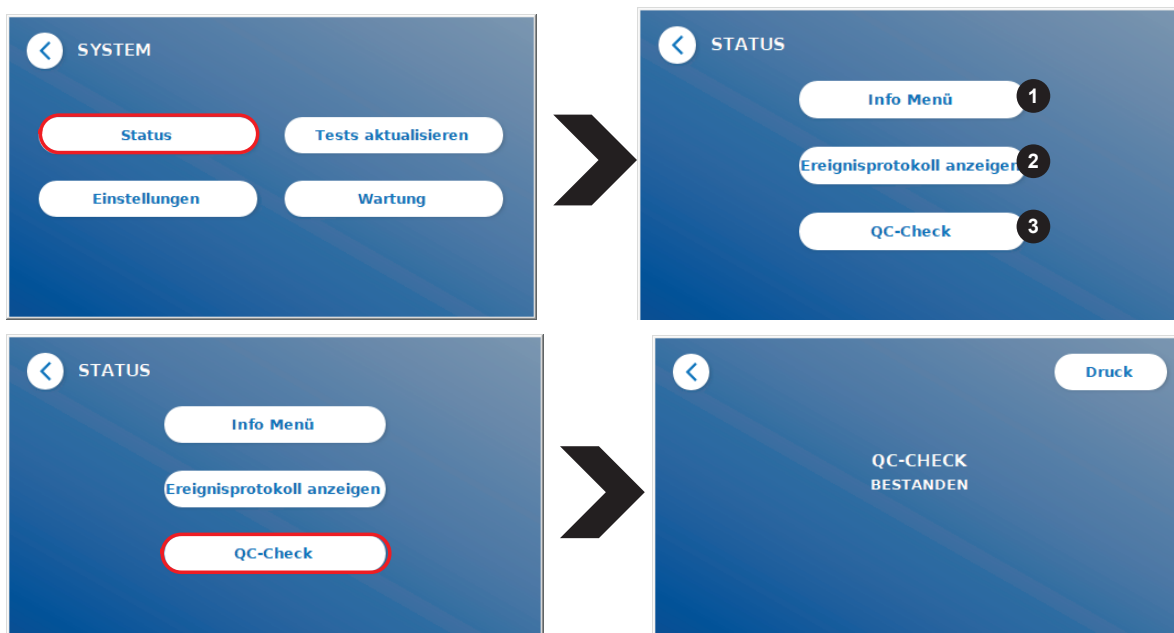 SYSTEM
Status
Tests aktualisieren
Einstellungen
Wartung
STATUS
Info Menü 1
Ereignisprotokoll anzeigen 2
QC-Check 3
STATUS
Info Menü
Ereignisprotokoll anzeigen
QC-Check
Druck
QC-CHECK
BESTANDEN